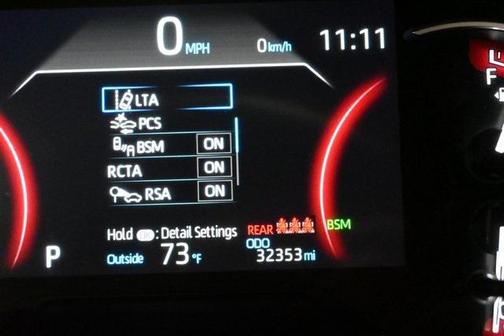 0 MPH 0 km/h 11:11
LTA
PCS
BSM ON
RCTA ON
RSA ON
Hold OK : Detail Settings
REAR BSM
ODO
P Outside 73 °F 32353 mi
F